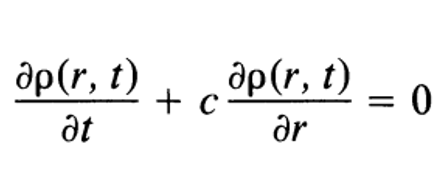 ∂ρ(r, t)/∂t + c ∂ρ(r, t)/∂r = 0